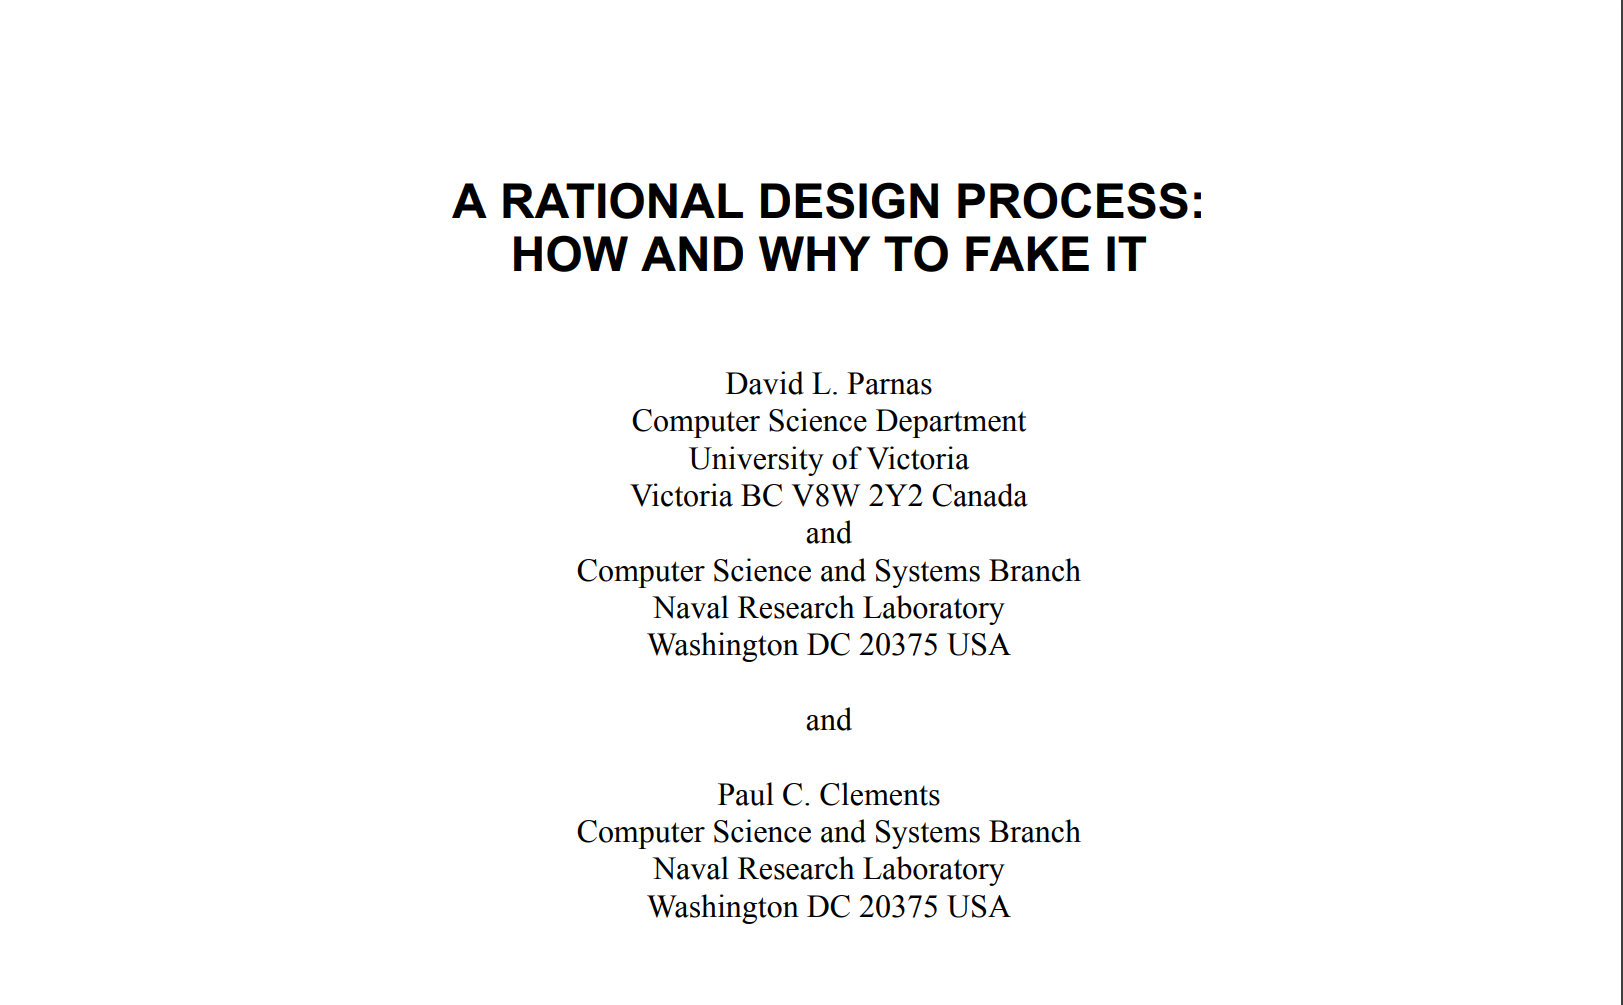 A RATIONAL DESIGN PROCESS:
HOW AND WHY TO FAKE IT
David L. Parnas
Computer Science Department
University of Victoria
Victoria BC V8W 2Y2 Canada
and
Computer Science and Systems Branch
Naval Research Laboratory
Washington DC 20375 USA
and
Paul C. Clements
Computer Science and Systems Branch
Naval Research Laboratory
Washington DC 20375 USA